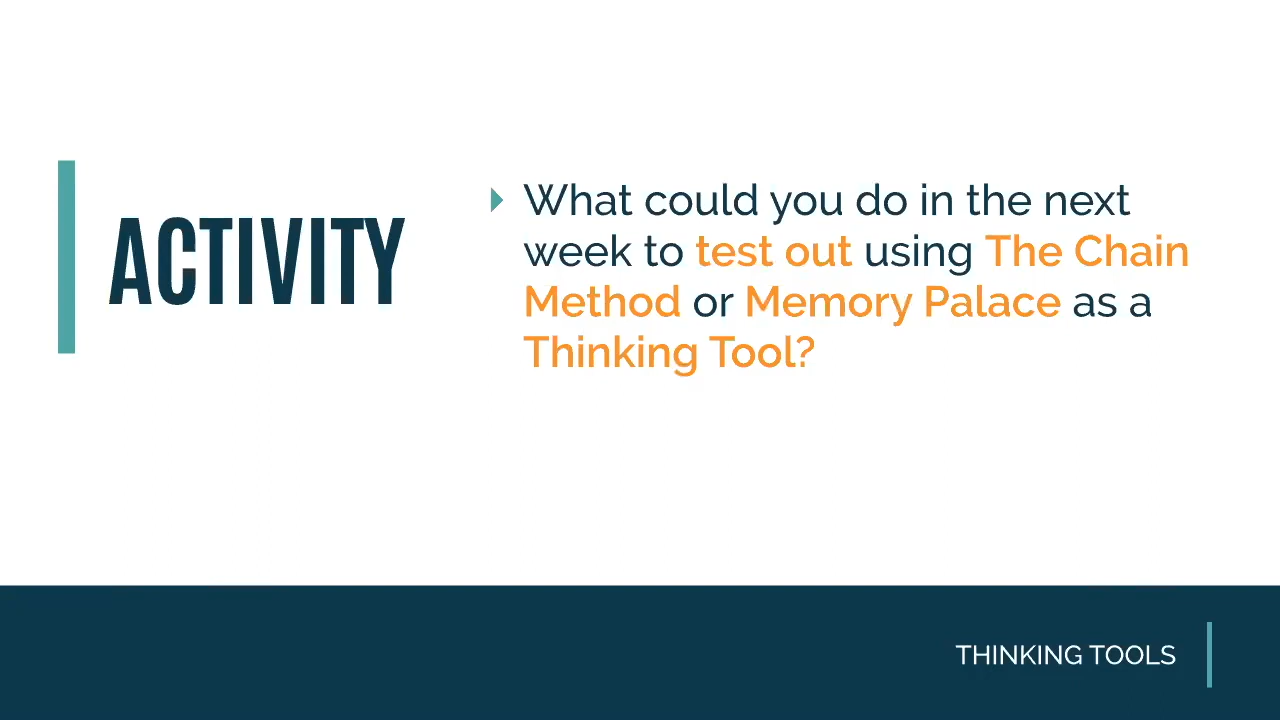 ACTIVITY
What could you do in the next
week to test out using The Chain
Method or Memory Palace as a
Thinking Tool?
THINKING TOOLS